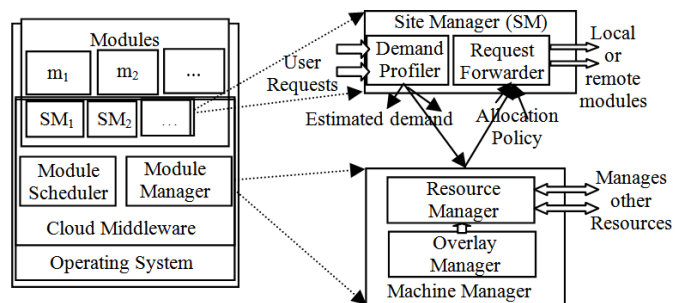 Modules
m1
m2
...
SM1
SM2
...
Module
Scheduler
Module
Manager
Cloud Middleware
Operating System
Site Manager (SM)
User
Requests
Demand
Profiler
Request
Forwarder
Local
or
remote
modules
Estimated demand
Allocation
Policy
Resource
Manager
Manages
other
Resources
Overlay
Manager
Machine Manager